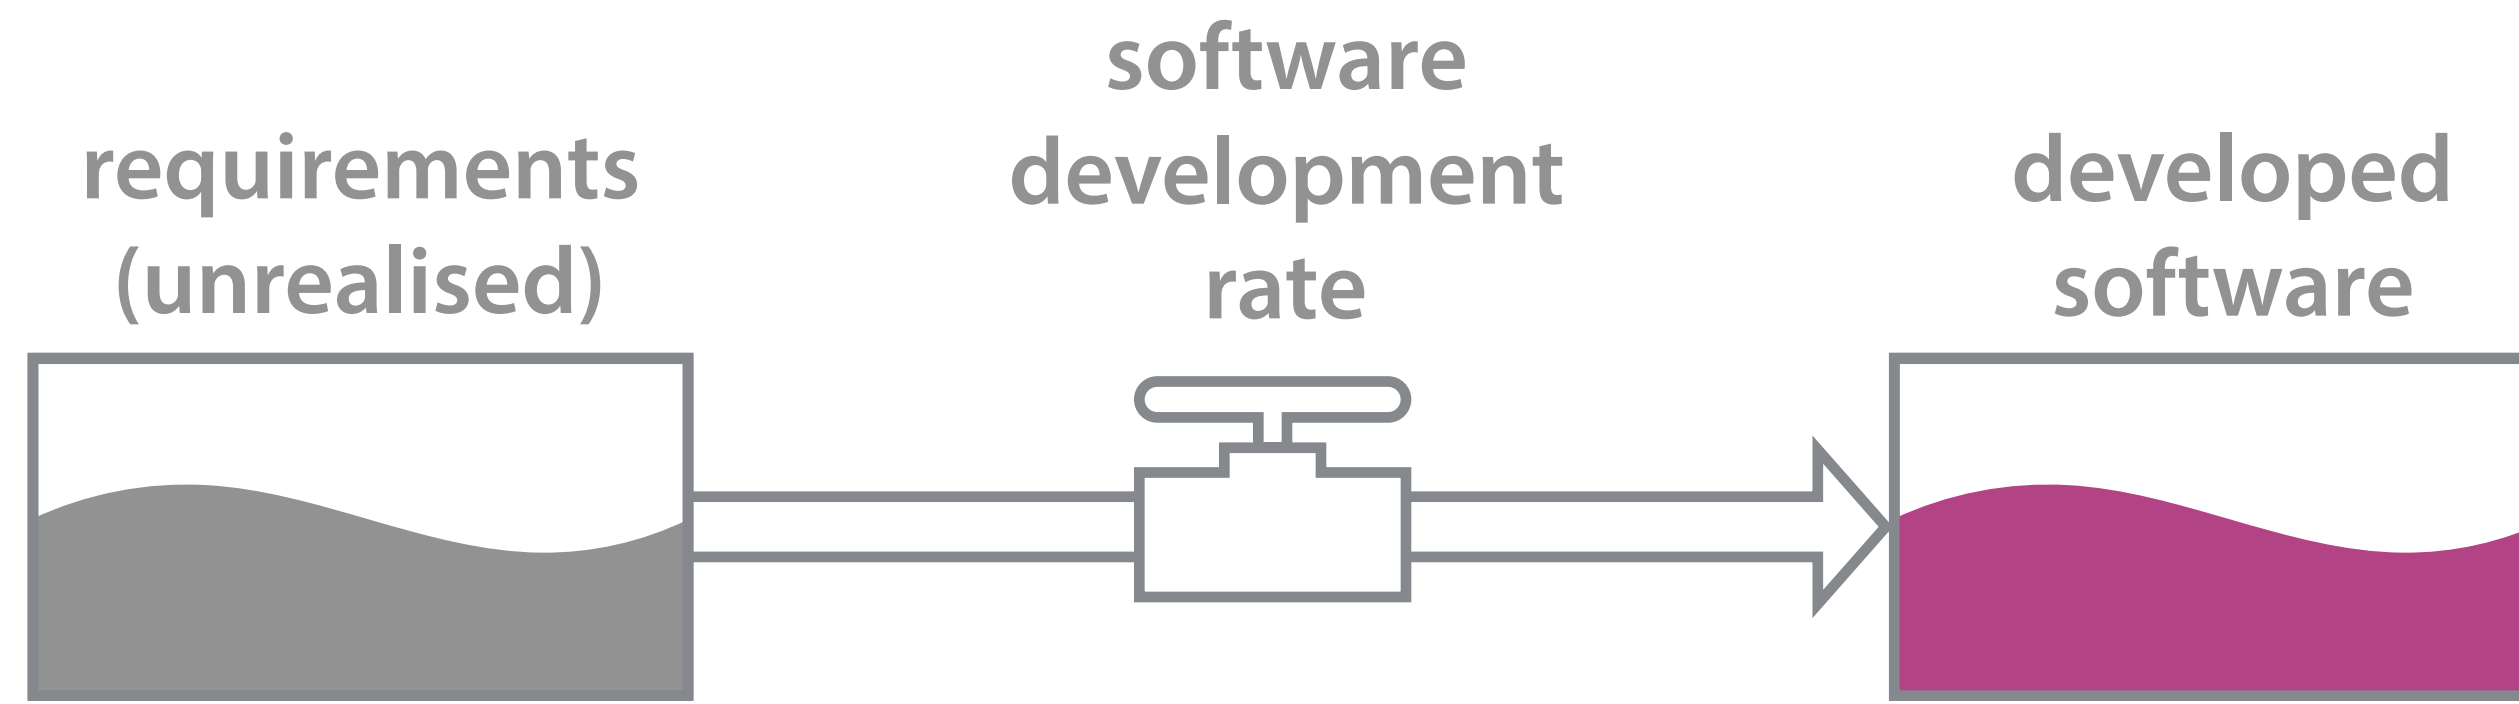 requirements
(unrealised)
software
development
rate
developed
software